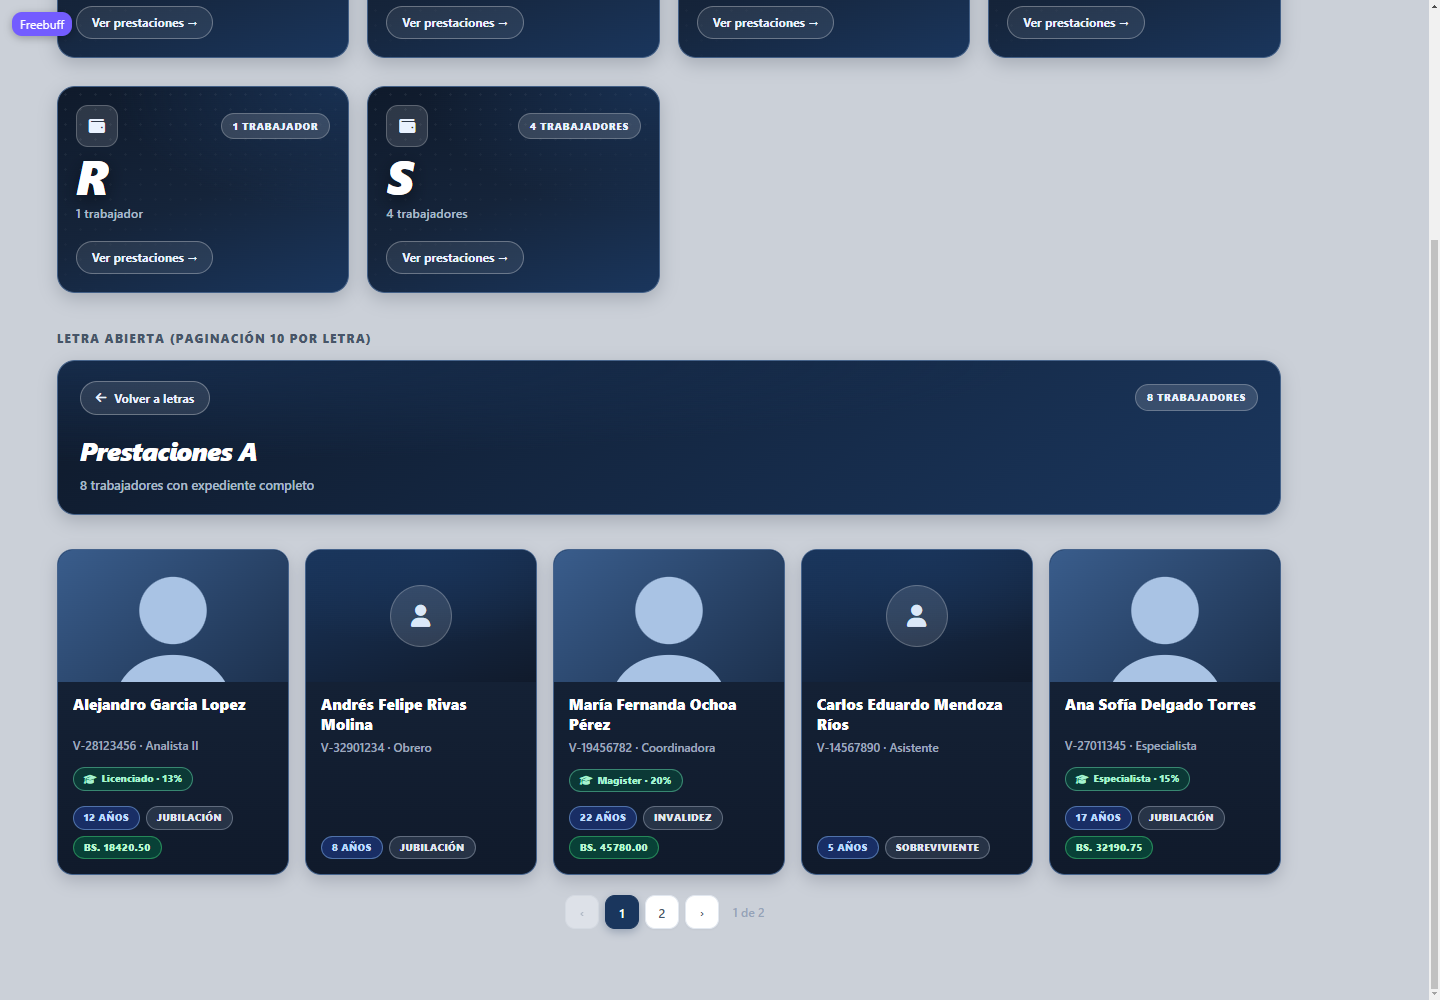 Freebuff
Ver prestaciones →
Ver prestaciones →
Ver prestaciones →
Ver prestaciones →
1 TRABAJADOR
R
1 trabajador
Ver prestaciones →
4 TRABAJADORES
S
4 trabajadores
Ver prestaciones →
LETRA ABIERTA (PAGINACIÓN 10 POR LETRA)
← Volver a letras
8 TRABAJADORES
Prestaciones A
8 trabajadores con expediente completo
Alejandro Garcia Lopez
V-28123456 · Analista II
Licenciado · 13%
12 AÑOS
JUBILACIÓN
BS. 18420.50
Andrés Felipe Rivas
Molina
V-32901234 · Obrero
8 AÑOS
JUBILACIÓN
María Fernanda Ochoa
Pérez
V-19456782 · Coordinadora
Magister · 20%
22 AÑOS
INVALIDEZ
BS. 45780.00
Carlos Eduardo Mendoza
Ríos
V-14567890 · Asistente
5 AÑOS
SOBREVIVIENTE
Ana Sofía Delgado Torres
V-27011345 · Especialista
Especialista · 15%
17 AÑOS
JUBILACIÓN
BS. 32190.75
‹ 1 2 › 1 de 2